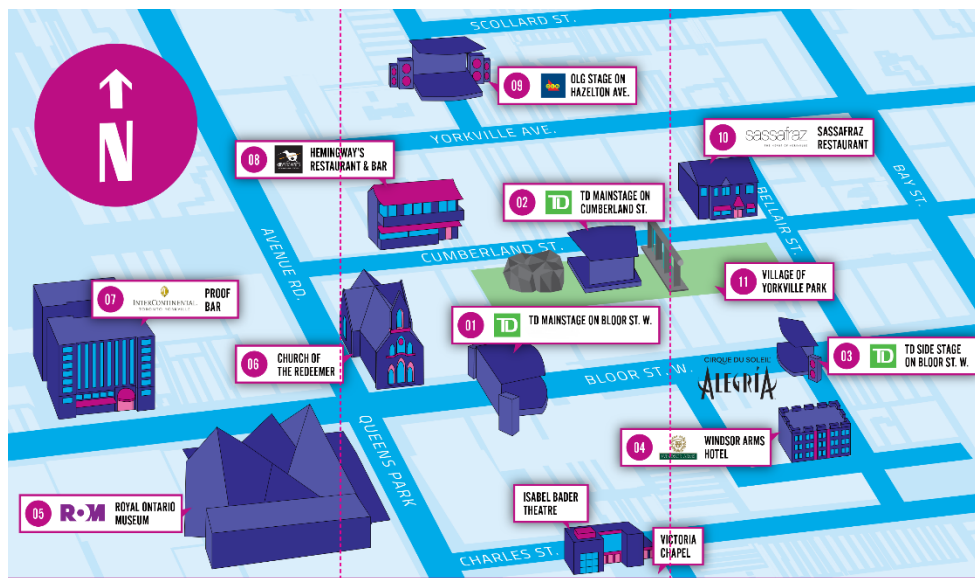 SCOLLARD ST.
N
09
OLG
OLG STAGE ON
HAZELTON AVE.
YORKVILLE AVE.
10
sassafraz
SASSAFRAZ
RESTAURANT
08
HEMINGWAY'S
RESTAURANT & BAR
02
TD
TD MAINSTAGE ON
CUMBERLAND ST.
BAY ST.
BELLAIR ST.
AVENUE RD.
CUMBERLAND ST.
07
INTERCONTINENTAL
PROOF
BAR
11
VILLAGE OF
YORKVILLE PARK
01
TD
TD MAINSTAGE ON BLOOR ST. W.
06
CHURCH OF
THE REDEEMER
BLOOR ST. W.
CIRQUE DU SOLEIL
ALEGRÍA
03
TD
TD SIDE STAGE
ON BLOOR ST. W.
QUEENS PARK
04
WINDSOR ARMS
HOTEL
05
ROM
ROYAL ONTARIO
MUSEUM
ISABEL BADER
THEATRE
VICTORIA
CHAPEL
CHARLES ST.